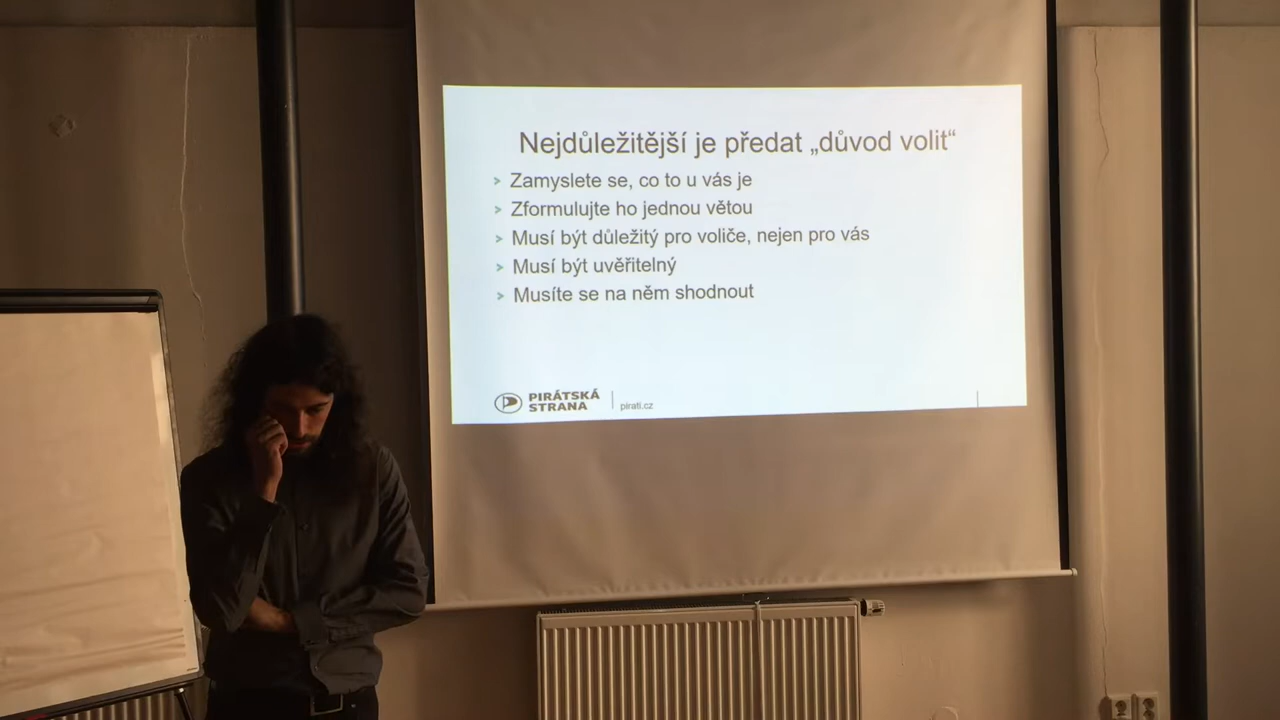 Nejdůležitější je předat „důvod volit“
Zamyslete se, co to u vás je
Zformulujte ho jednou větou
Musí být důležitý pro voliče, nejen pro vás
Musí být uvěřitelný
Musíte se na něm shodnout
PIRÁTSKÁ
STRANA
pirati.cz